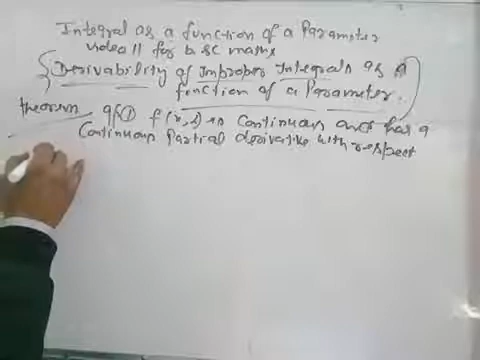 Integral as a function of a Parameter
video 11 for b sc maths
Derivability of Improper Integrals as a
function of a Parameter.
theorem If ① f(x,α) is continuous and has a
Continuous Partial derivative with respect